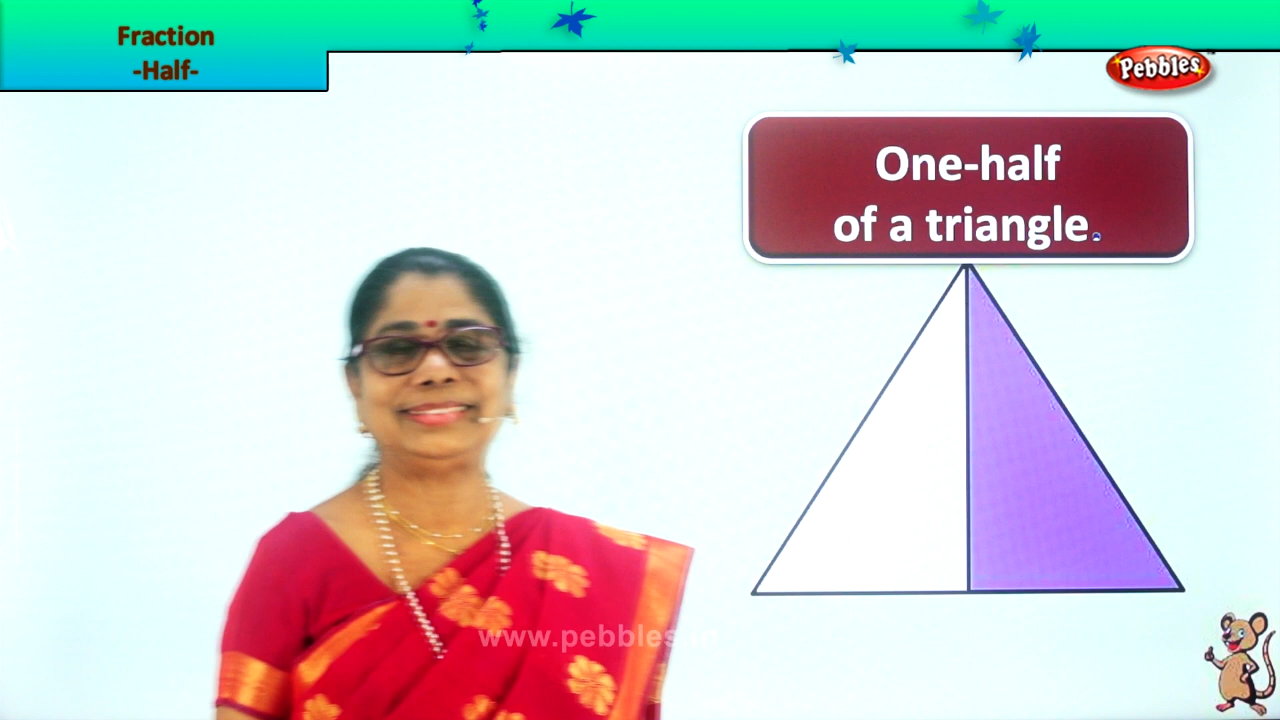 Fraction
-Half-
Pebbles
One-half
of a triangle.
www.pebbles.in